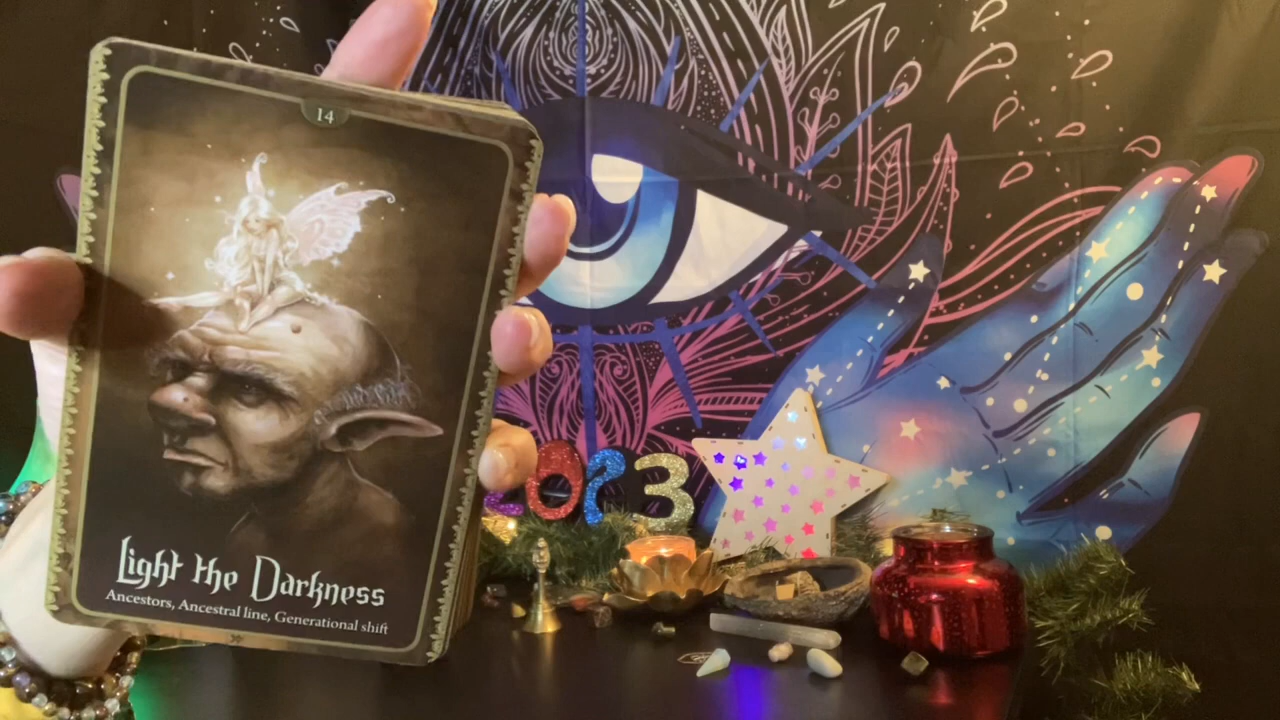 14
Light the Darkness
Ancestors, Ancestral line, Generational shift
2023